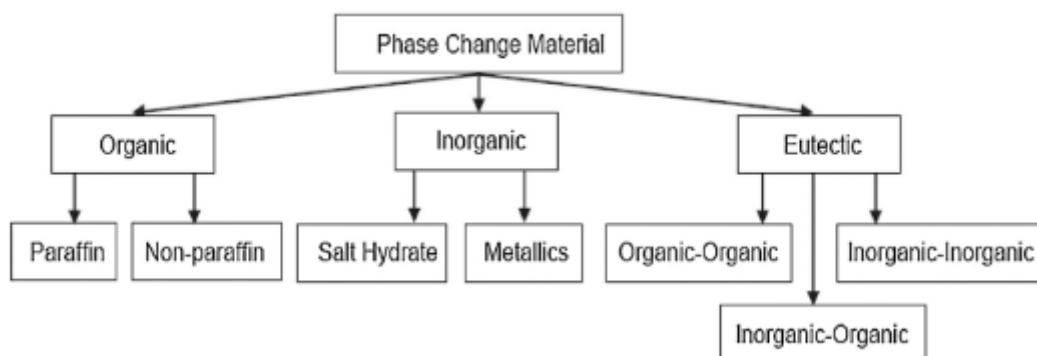 Phase Change Material
Organic
Inorganic
Eutectic
Paraffin
Non-paraffin
Salt Hydrate
Metallics
Organic-Organic
Inorganic-Inorganic
Inorganic-Organic